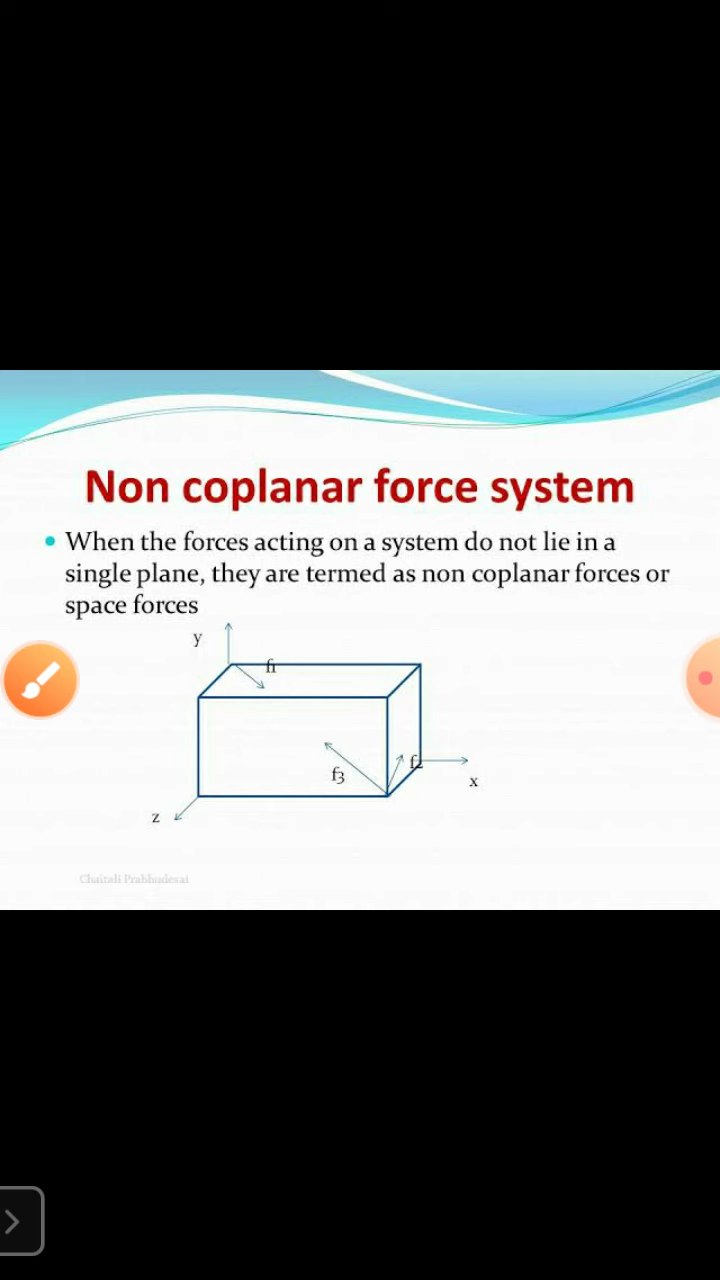 Non coplanar force system
When the forces acting on a system do not lie in a
single plane, they are termed as non coplanar forces or
space forces
y
f1
f2
f3
x
z
Chaitali Prabhudesai